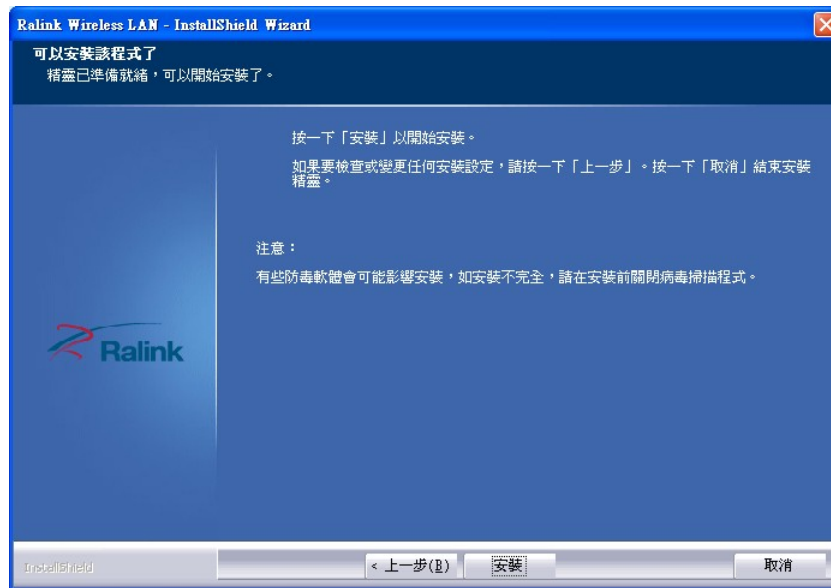 Ralink Wireless LAN - InstallShield Wizard
可以安裝該程式了
精靈已準備就緒，可以開始安裝了。
按一下「安裝」以開始安裝。
如果要檢查或變更任何安裝設定，請按一下「上一步」。按一下「取消」結束安裝
精靈。
注意：
有些防毒軟體會可能影響安裝，如安裝不完全，請在安裝前關閉病毒掃描程式。
Ralink
InstallShield
< 上一步(B)
安裝
取消